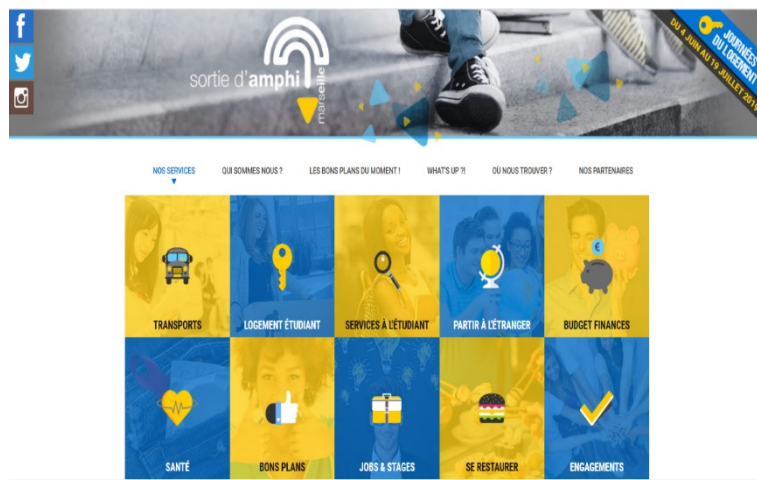 f
sortie d'amphi
marseille
JOURNÉES
DU LOGEMENT
DU 4 JUIN AU 19 JUILLET 2019
NOS SERVICES QUI SOMMES NOUS ? LES BONS PLANS DU MOMENT ! WHAT'S UP ?! OÙ NOUS TROUVER ? NOS PARTENAIRES
TRANSPORTS LOGEMENT ÉTUDIANT SERVICES À L'ÉTUDIANT PARTIR À L'ÉTRANGER BUDGET FINANCES
SANTÉ BONS PLANS JOBS & STAGES SE RESTAURER ENGAGEMENTS